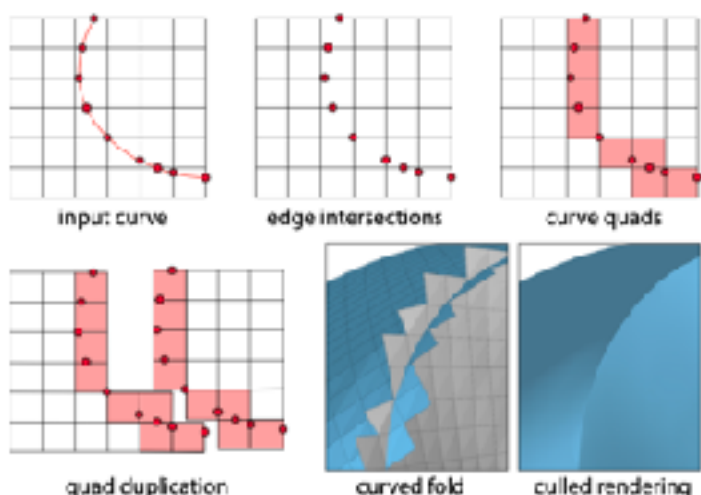 input curve
edge intersections
curve quads
quad duplication
curved fold
culled rendering